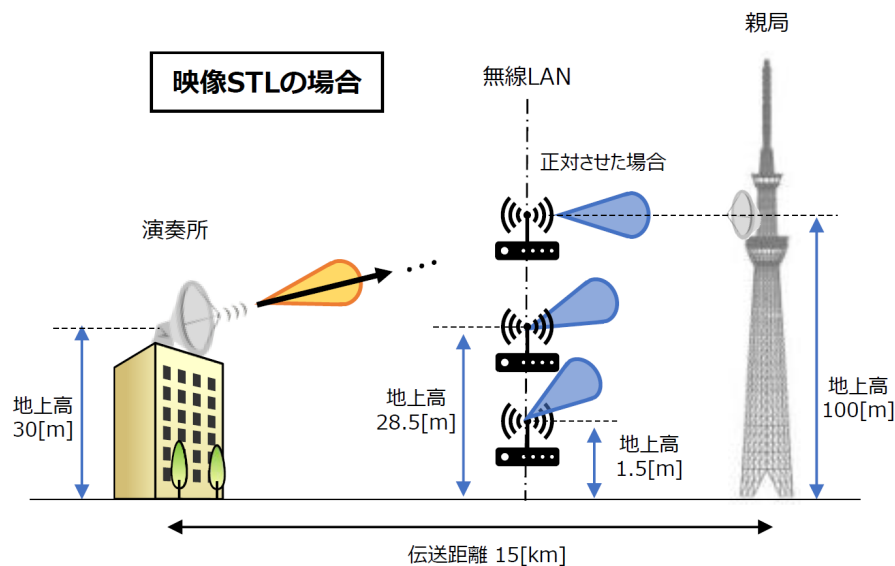 親局
映像STLの場合
無線LAN
正対させた場合
演奏所
地上高
30[m]
地上高
28.5[m]
地上高
1.5[m]
地上高
100[m]
伝送距離 15[km]